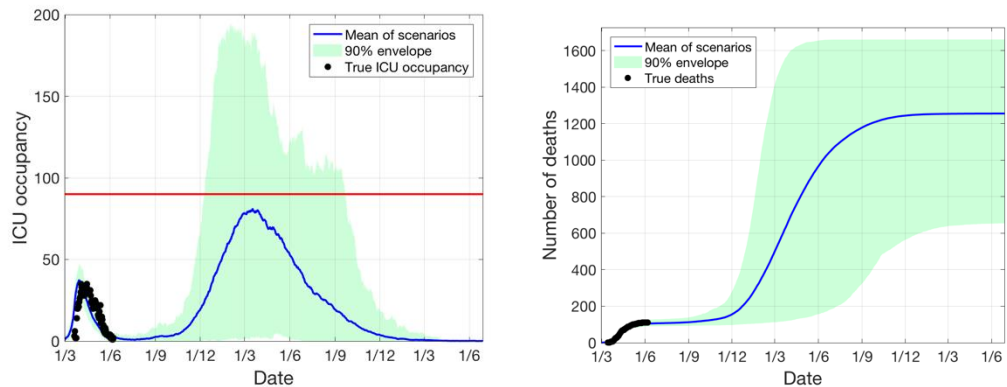 200
150
100
50
0
ICU occupancy
Mean of scenarios
90% envelope
True ICU occupancy
1/3 1/6 1/9 1/12 1/3 1/6 1/9 1/12 1/3 1/6
Date
1600
1400
1200
1000
800
600
400
200
0
Number of deaths
Mean of scenarios
90% envelope
True deaths
1/3 1/6 1/9 1/12 1/3 1/6 1/9 1/12 1/3 1/6
Date